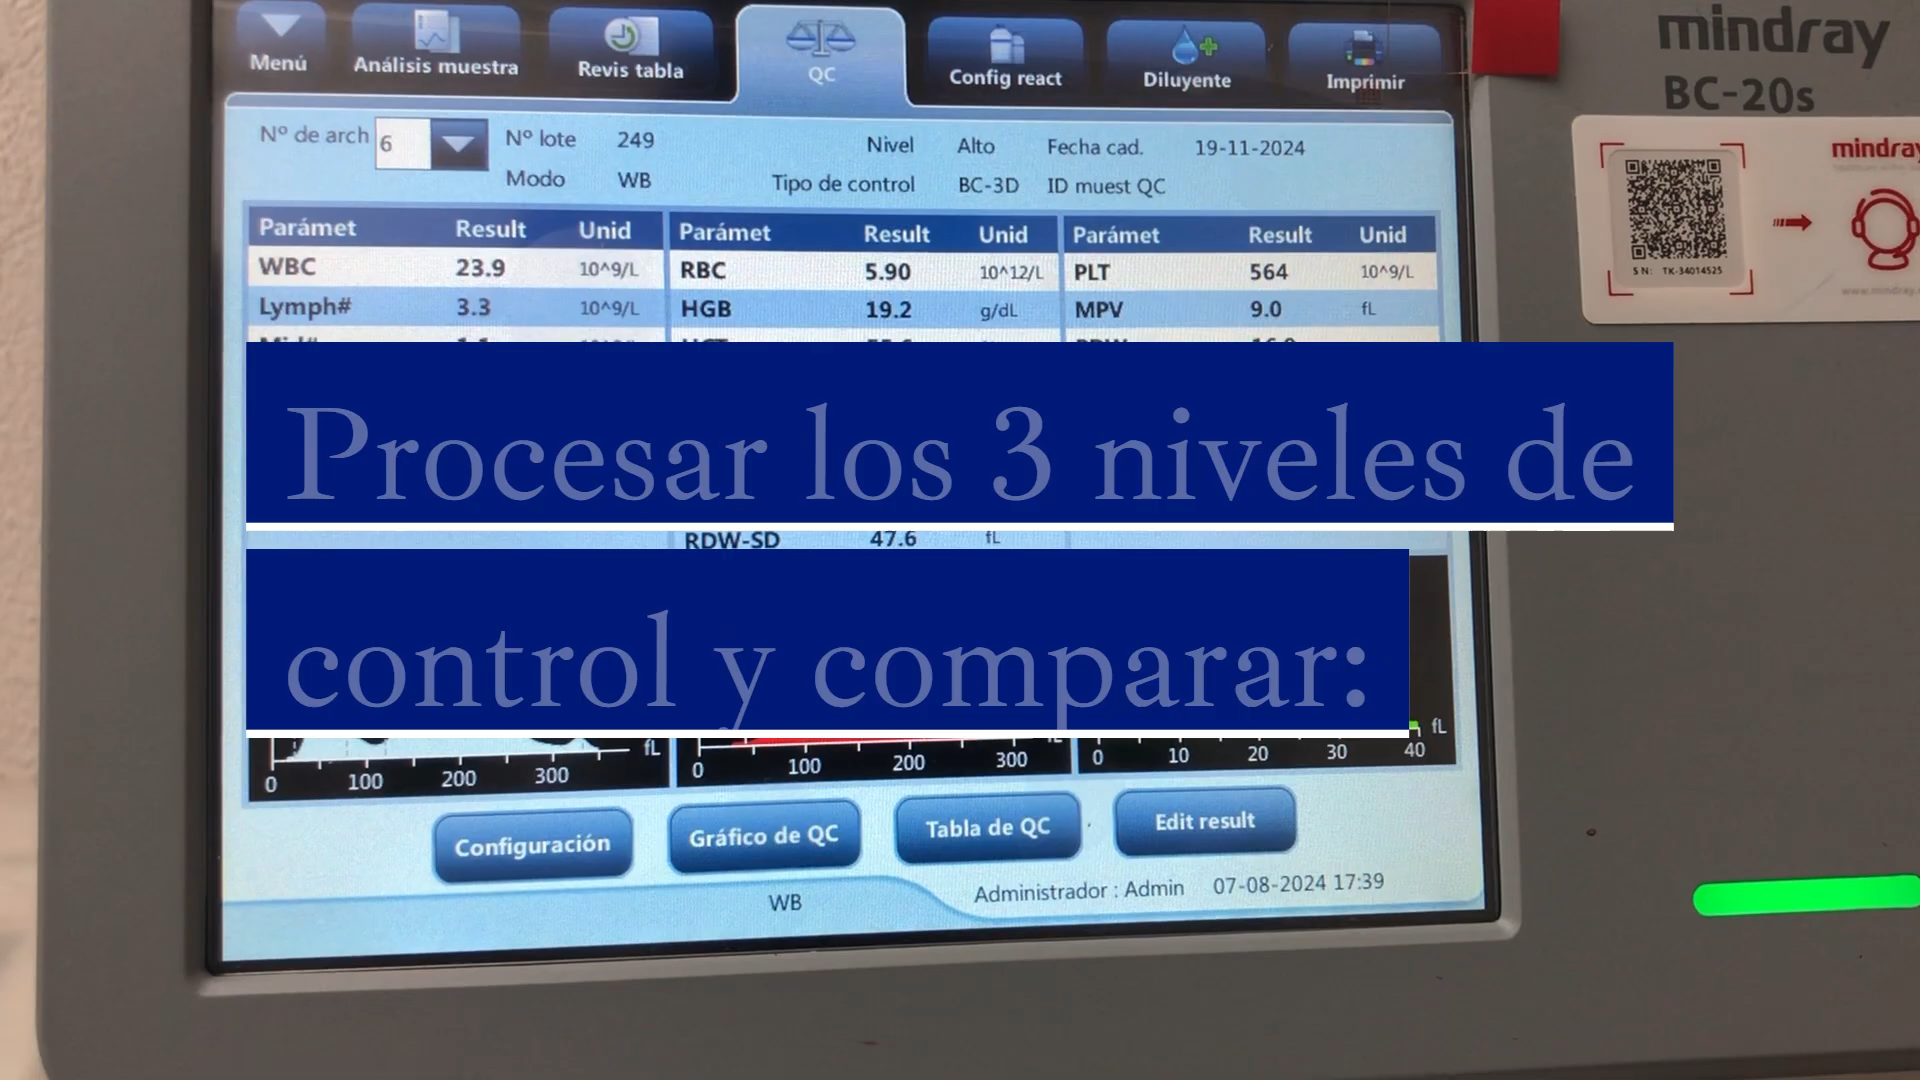 mindray
BC-20s
Menú
Análisis muestra
Revis tabla
QC
Config react
Diluyente
Imprimir
Nº de arch 6 Nº lote 249 Nivel Alto Fecha cad. 19-11-2024
Modo WB Tipo de control BC-3D ID muest QC
Parámet Result Unid Parámet Result Unid Parámet Result Unid
WBC 23.9 10^9/L RBC 5.90 10^12/L PLT 564 10^9/L
Lymph# 3.3 10^9/L HGB 19.2 g/dL MPV 9.0 fL
Procesar los 3 niveles de
RDW-SD 47.6 fL
control y comparar:
fL
fL
0 100 200 300
0 100 200 300
0 10 20 30 40
Configuración
Gráfico de QC
Tabla de QC
Edit result
WB
Administrador : Admin 07-08-2024 17:39
mindray
SN: TK-34014525